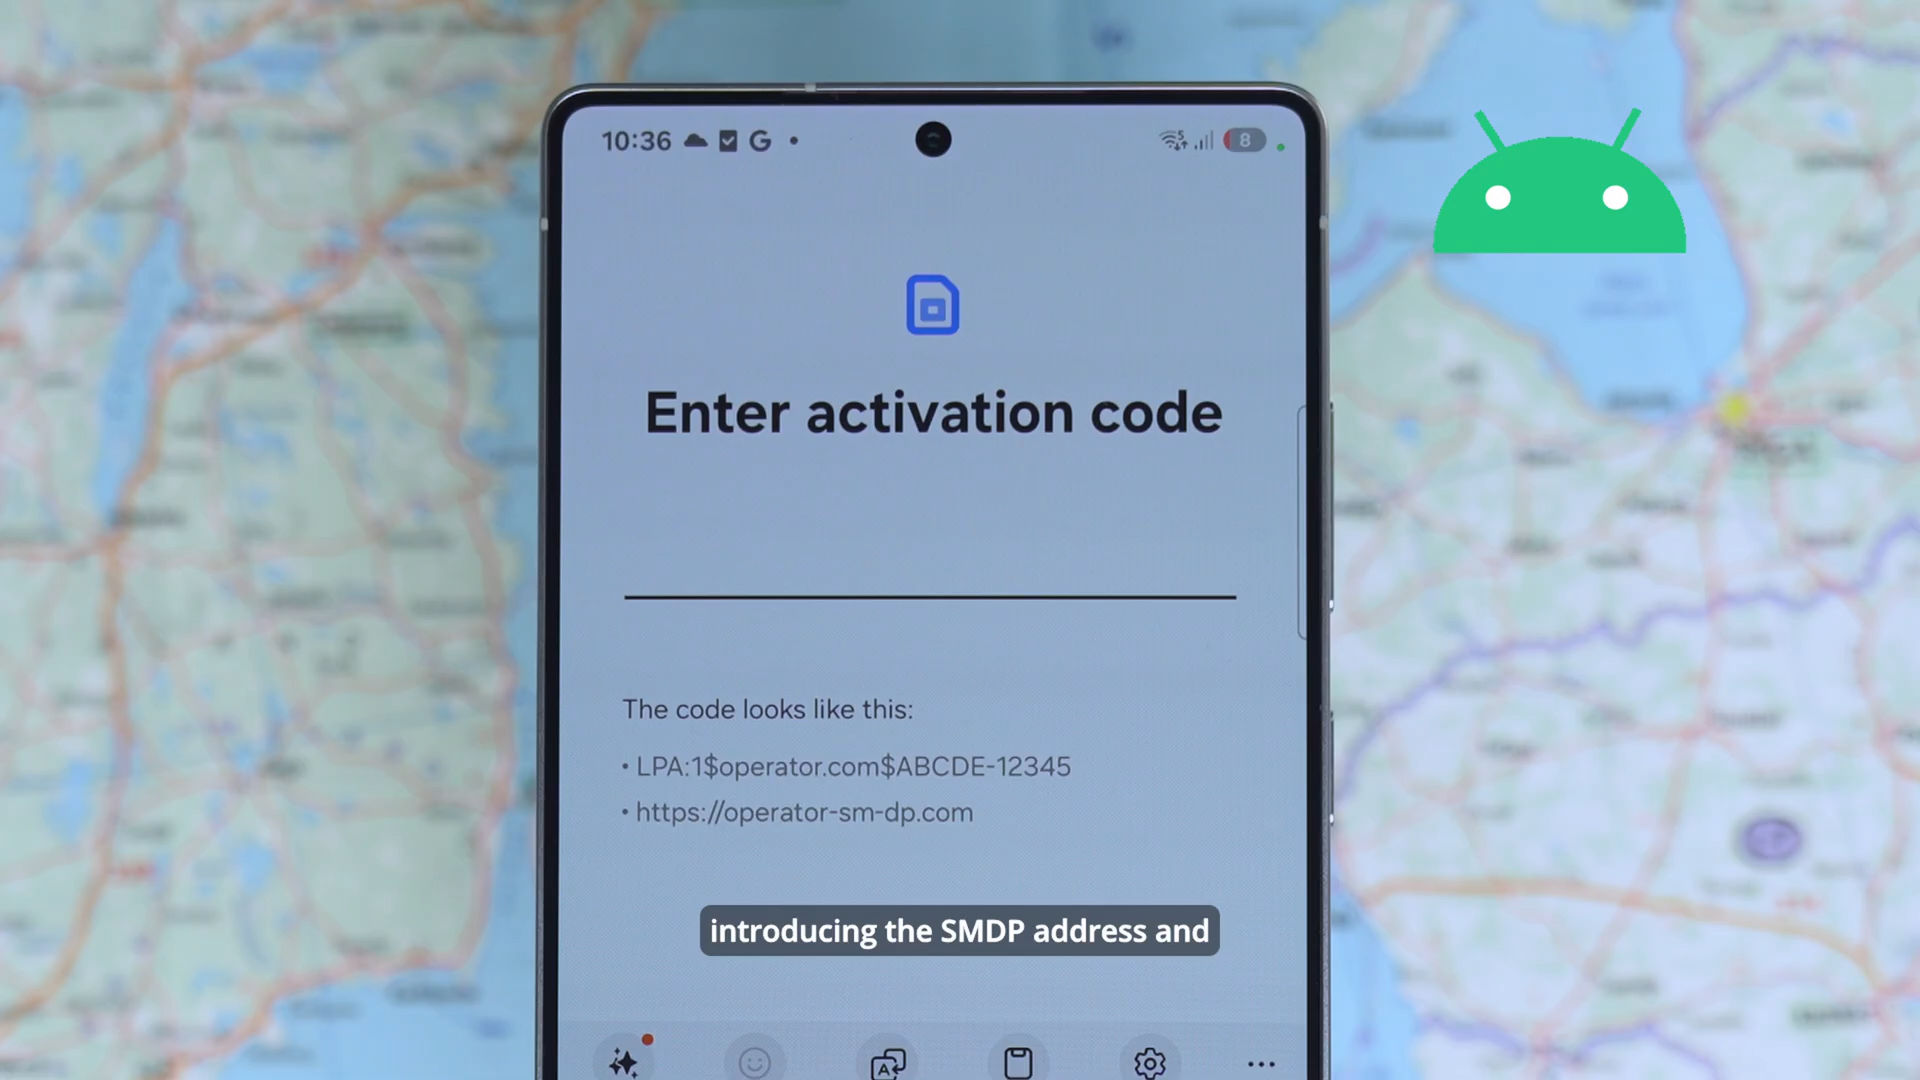 10:36
8
Enter activation code
The code looks like this:
• LPA:1$operator.com$ABCDE-12345
• https://operator-sm-dp.com
introducing the SMDP address and